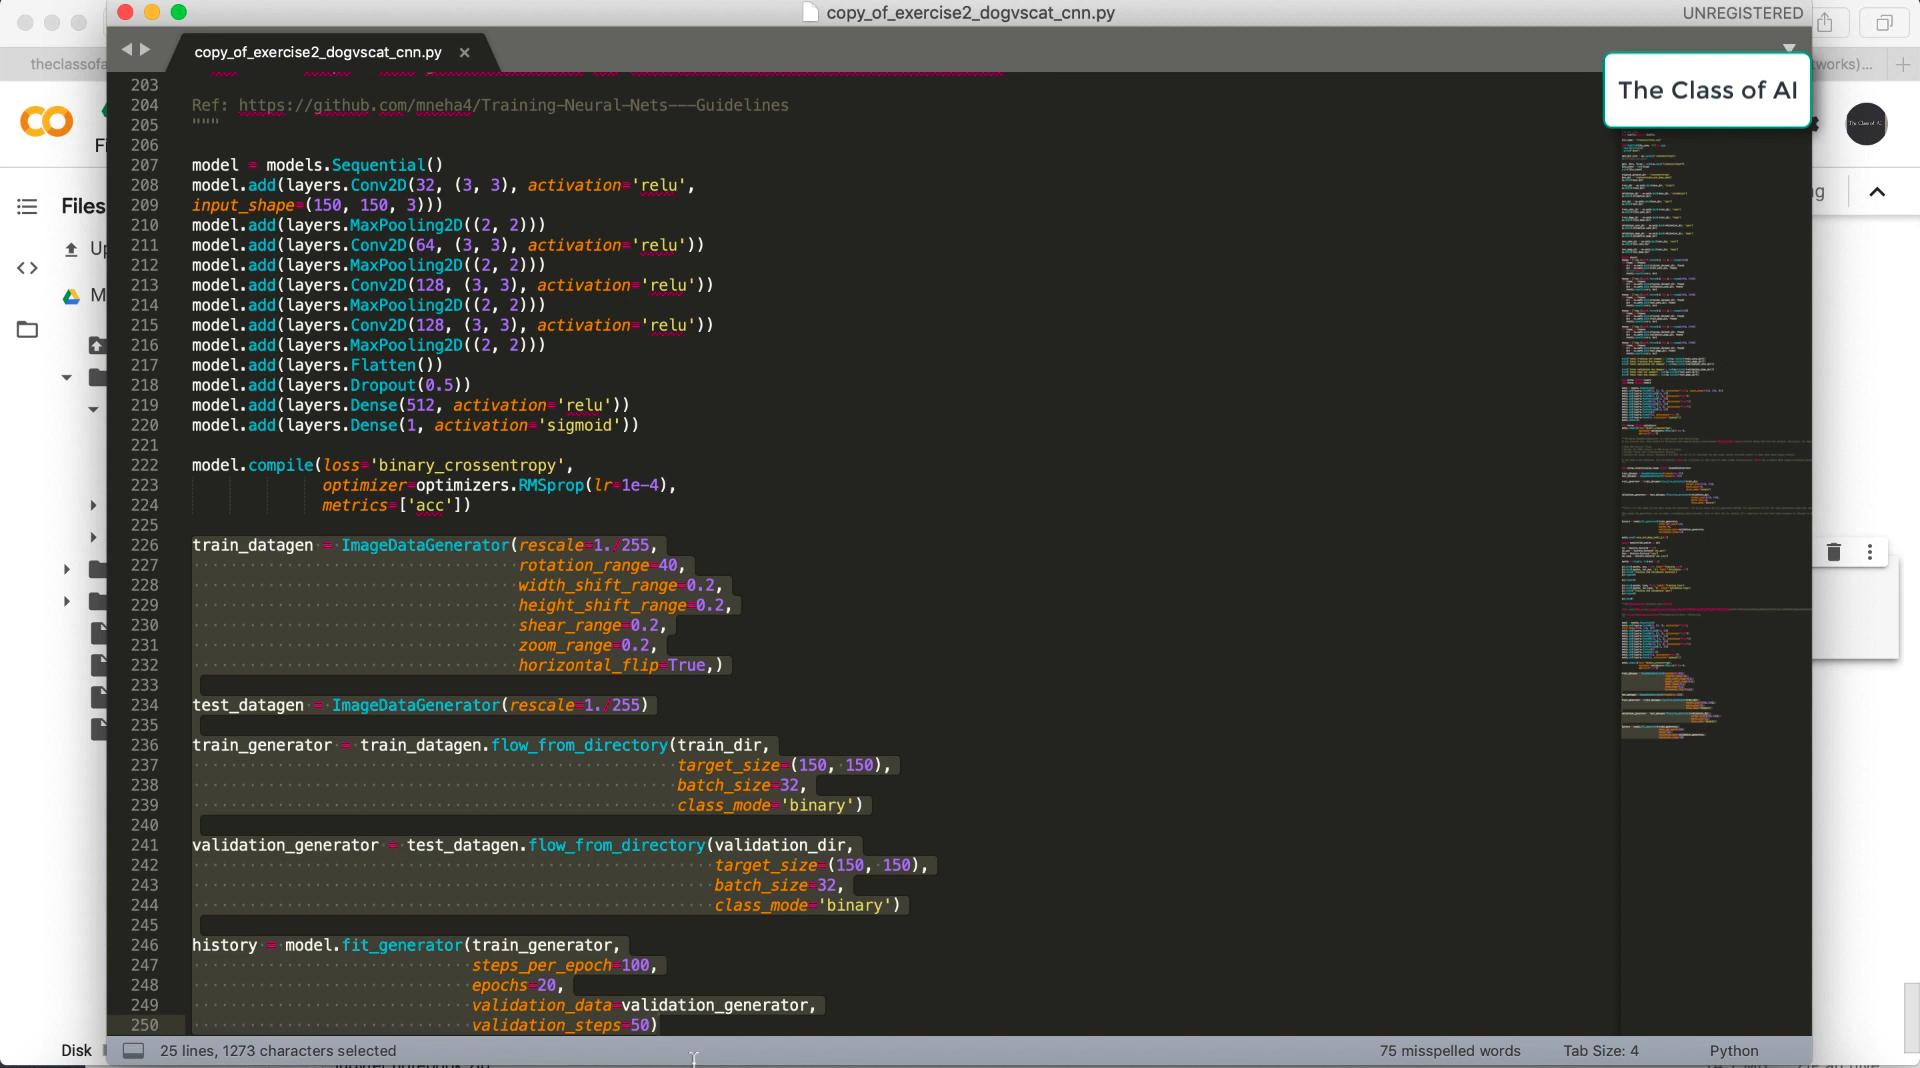 copy_of_exercise2_dogvscat_cnn.py
UNREGISTERED
copy_of_exercise2_dogvscat_cnn.py ×
theclassofa
The Class of AI
Files
203
204 Ref: https://github.com/mneha4/Training-Neural-Nets---Guidelines
205 """
206
207 model = models.Sequential()
208 model.add(layers.Conv2D(32, (3, 3), activation='relu',
209 input_shape=(150, 150, 3)))
210 model.add(layers.MaxPooling2D((2, 2)))
211 model.add(layers.Conv2D(64, (3, 3), activation='relu'))
212 model.add(layers.MaxPooling2D((2, 2)))
213 model.add(layers.Conv2D(128, (3, 3), activation='relu'))
214 model.add(layers.MaxPooling2D((2, 2)))
215 model.add(layers.Conv2D(128, (3, 3), activation='relu'))
216 model.add(layers.MaxPooling2D((2, 2)))
217 model.add(layers.Flatten())
218 model.add(layers.Dropout(0.5))
219 model.add(layers.Dense(512, activation='relu'))
220 model.add(layers.Dense(1, activation='sigmoid'))
221
222 model.compile(loss='binary_crossentropy',
223 optimizer=optimizers.RMSprop(lr=1e-4),
224 metrics=['acc'])
225
226 train_datagen = ImageDataGenerator(rescale=1./255,
227 rotation_range=40,
228 width_shift_range=0.2,
229 height_shift_range=0.2,
230 shear_range=0.2,
231 zoom_range=0.2,
232 horizontal_flip=True,)
233
234 test_datagen = ImageDataGenerator(rescale=1./255)
235
236 train_generator = train_datagen.flow_from_directory(train_dir,
237 target_size=(150, 150),
238 batch_size=32,
239 class_mode='binary')
240
241 validation_generator = test_datagen.flow_from_directory(validation_dir,
242 target_size=(150, 150),
243 batch_size=32,
244 class_mode='binary')
245
246 history = model.fit_generator(train_generator,
247 steps_per_epoch=100,
248 epochs=20,
249 validation_data=validation_generator,
250 validation_steps=50)
Disk
25 lines, 1273 characters selected
75 misspelled words
Tab Size: 4
Python